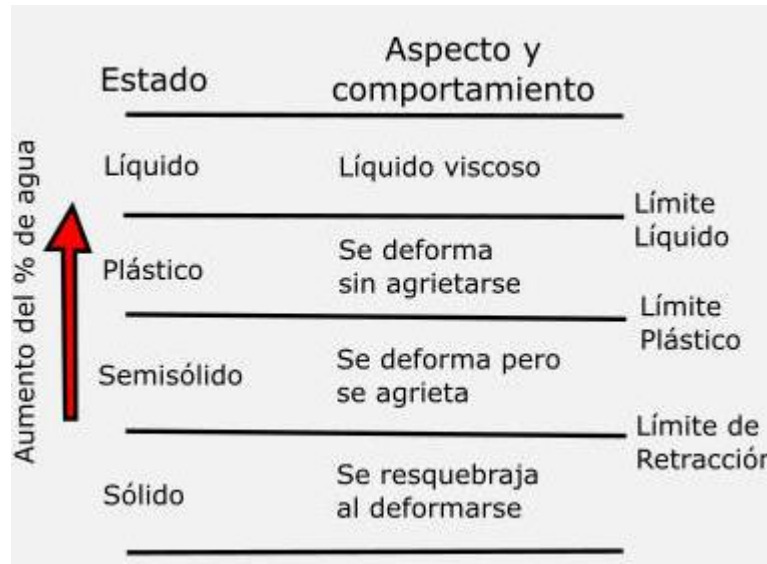 Estado
Aspecto y
comportamiento
Aumento del % de agua
Líquido
Líquido viscoso
Límite
Líquido
Plástico
Se deforma
sin agrietarse
Límite
Plástico
Semisólido
Se deforma pero
se agrieta
Límite de
Retracción
Sólido
Se resquebraja
al deformarse